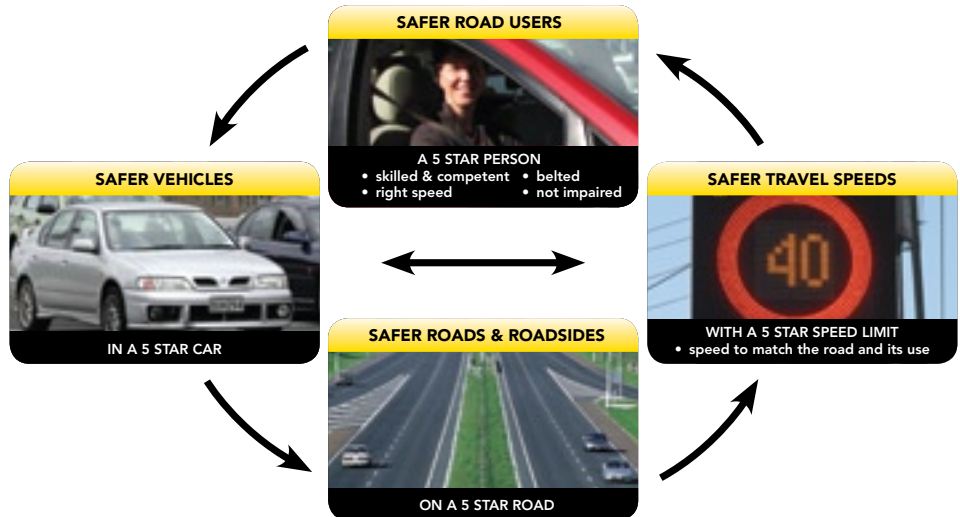 SAFER ROAD USERS
A 5 STAR PERSON
• skilled & competent • belted
• right speed • not impaired
SAFER VEHICLES
IN A 5 STAR CAR
SAFER TRAVEL SPEEDS
40
WITH A 5 STAR SPEED LIMIT
• speed to match the road and its use
SAFER ROADS & ROADSIDES
ON A 5 STAR ROAD